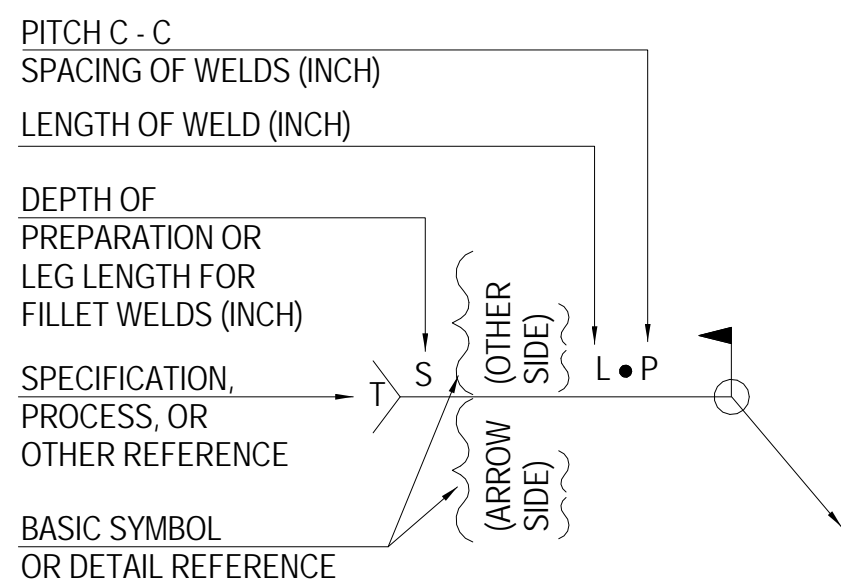 PITCH C - C
SPACING OF WELDS (INCH)
LENGTH OF WELD (INCH)
DEPTH OF
PREPARATION OR
LEG LENGTH FOR
FILLET WELDS (INCH)
SPECIFICATION,
PROCESS, OR
OTHER REFERENCE
BASIC SYMBOL
OR DETAIL REFERENCE
T
S
(OTHER
SIDE)
L • P
(ARROW
SIDE)